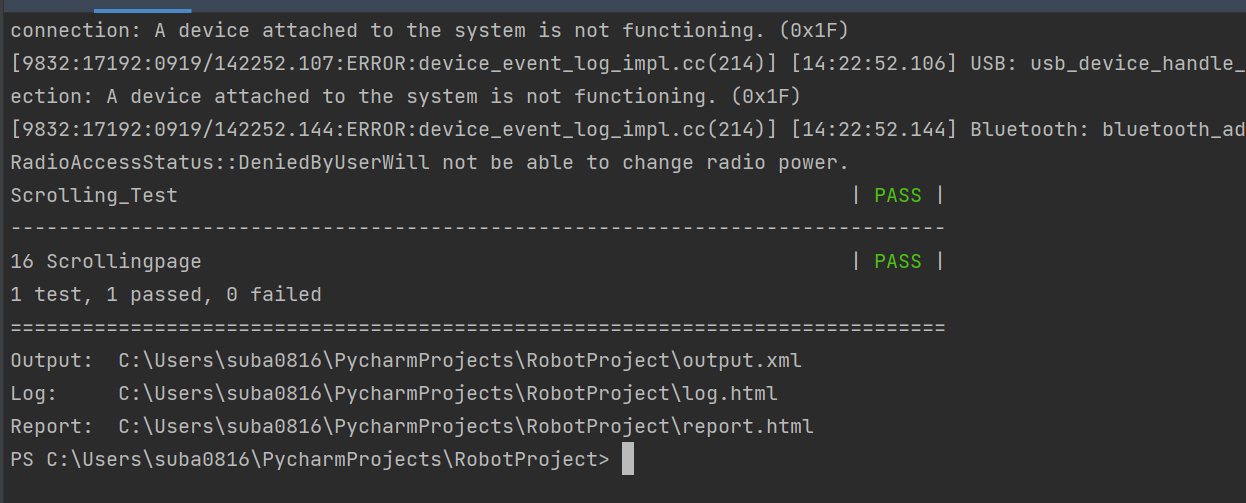 connection: A device attached to the system is not functioning. (0x1F)
[9832:17192:0919/142252.107:ERROR:device_event_log_impl.cc(214)] [14:22:52.106] USB: usb_device_handle_
ection: A device attached to the system is not functioning. (0x1F)
[9832:17192:0919/142252.144:ERROR:device_event_log_impl.cc(214)] [14:22:52.144] Bluetooth: bluetooth_ad
RadioAccessStatus::DeniedByUserWill not be able to change radio power.
Scrolling_Test | PASS |
------------------------------------------------------------------------------
16 Scrollingpage | PASS |
1 test, 1 passed, 0 failed
==============================================================================
Output:  C:\Users\suba0816\PycharmProjects\RobotProject\output.xml
Log:     C:\Users\suba0816\PycharmProjects\RobotProject\log.html
Report:  C:\Users\suba0816\PycharmProjects\RobotProject\report.html
PS C:\Users\suba0816\PycharmProjects\RobotProject>